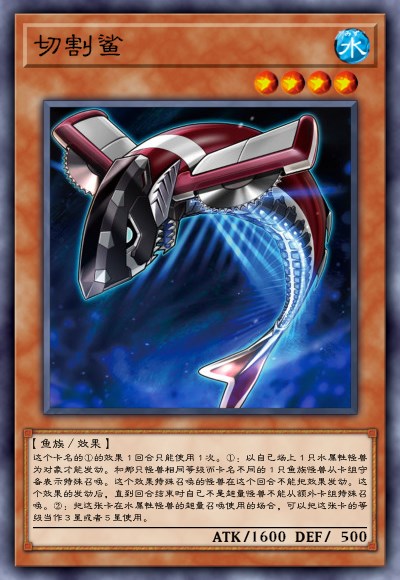 切割鲨
水
【鱼族／效果】
这个卡名的①的效果1回合只能使用1次。①：以自己场上1只水属性怪兽
为对象才能发动。和那只怪兽相同等级而卡名不同的1只鱼族怪兽从卡组守
备表示特殊召唤。这个效果特殊召唤的怪兽在这个回合不能把效果发动。这
个效果的发动后，直到回合结束时自己不是超量怪兽不能从额外卡组特殊召
唤。②：把这张卡在水属性怪兽的超量召唤使用的场合，可以把这张卡的等
级当作3星或者5星使用。
ATK/1600 DEF/ 500